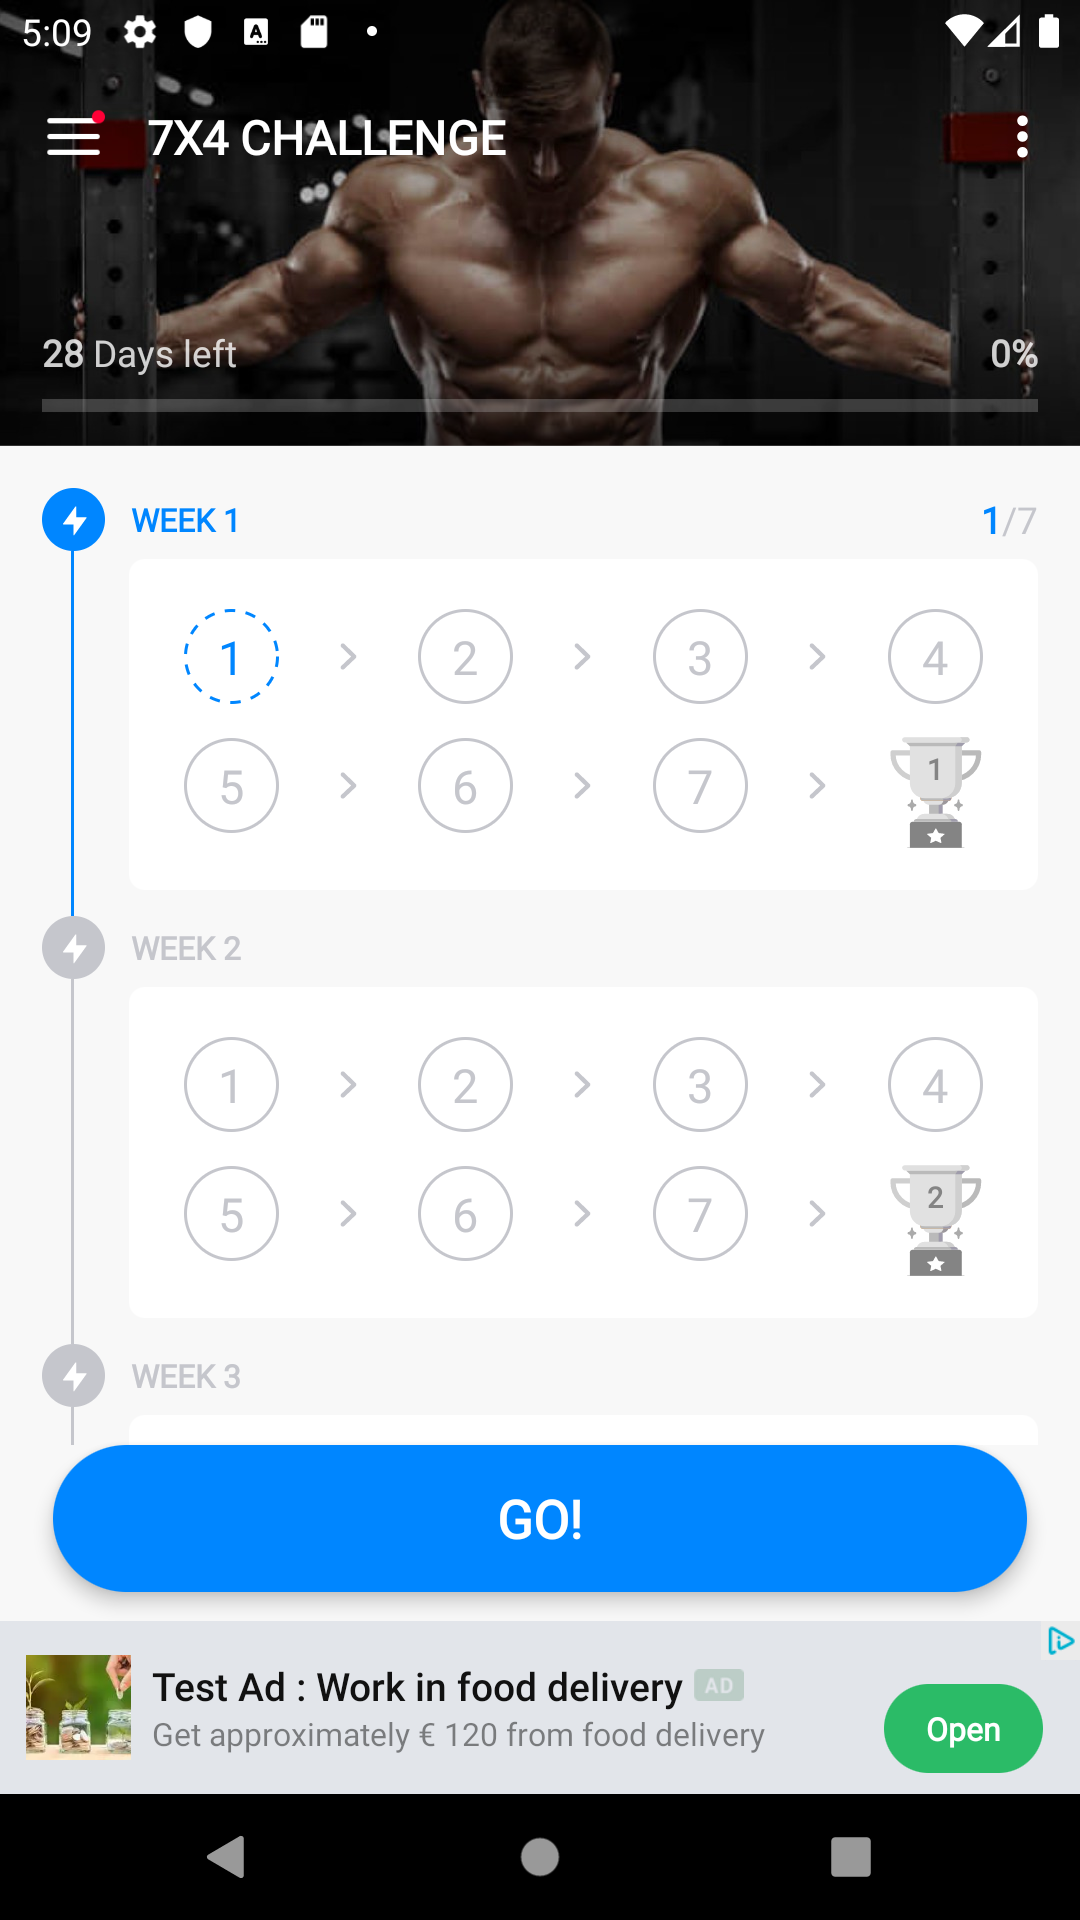 5:09
7X4 CHALLENGE
28 Days left
0%
WEEK 1
1/7
1 2 3 4
5 6 7 1
WEEK 2
1 2 3 4
5 6 7 2
WEEK 3
GO!
Test Ad : Work in food delivery AD
Get approximately € 120 from food delivery
Open